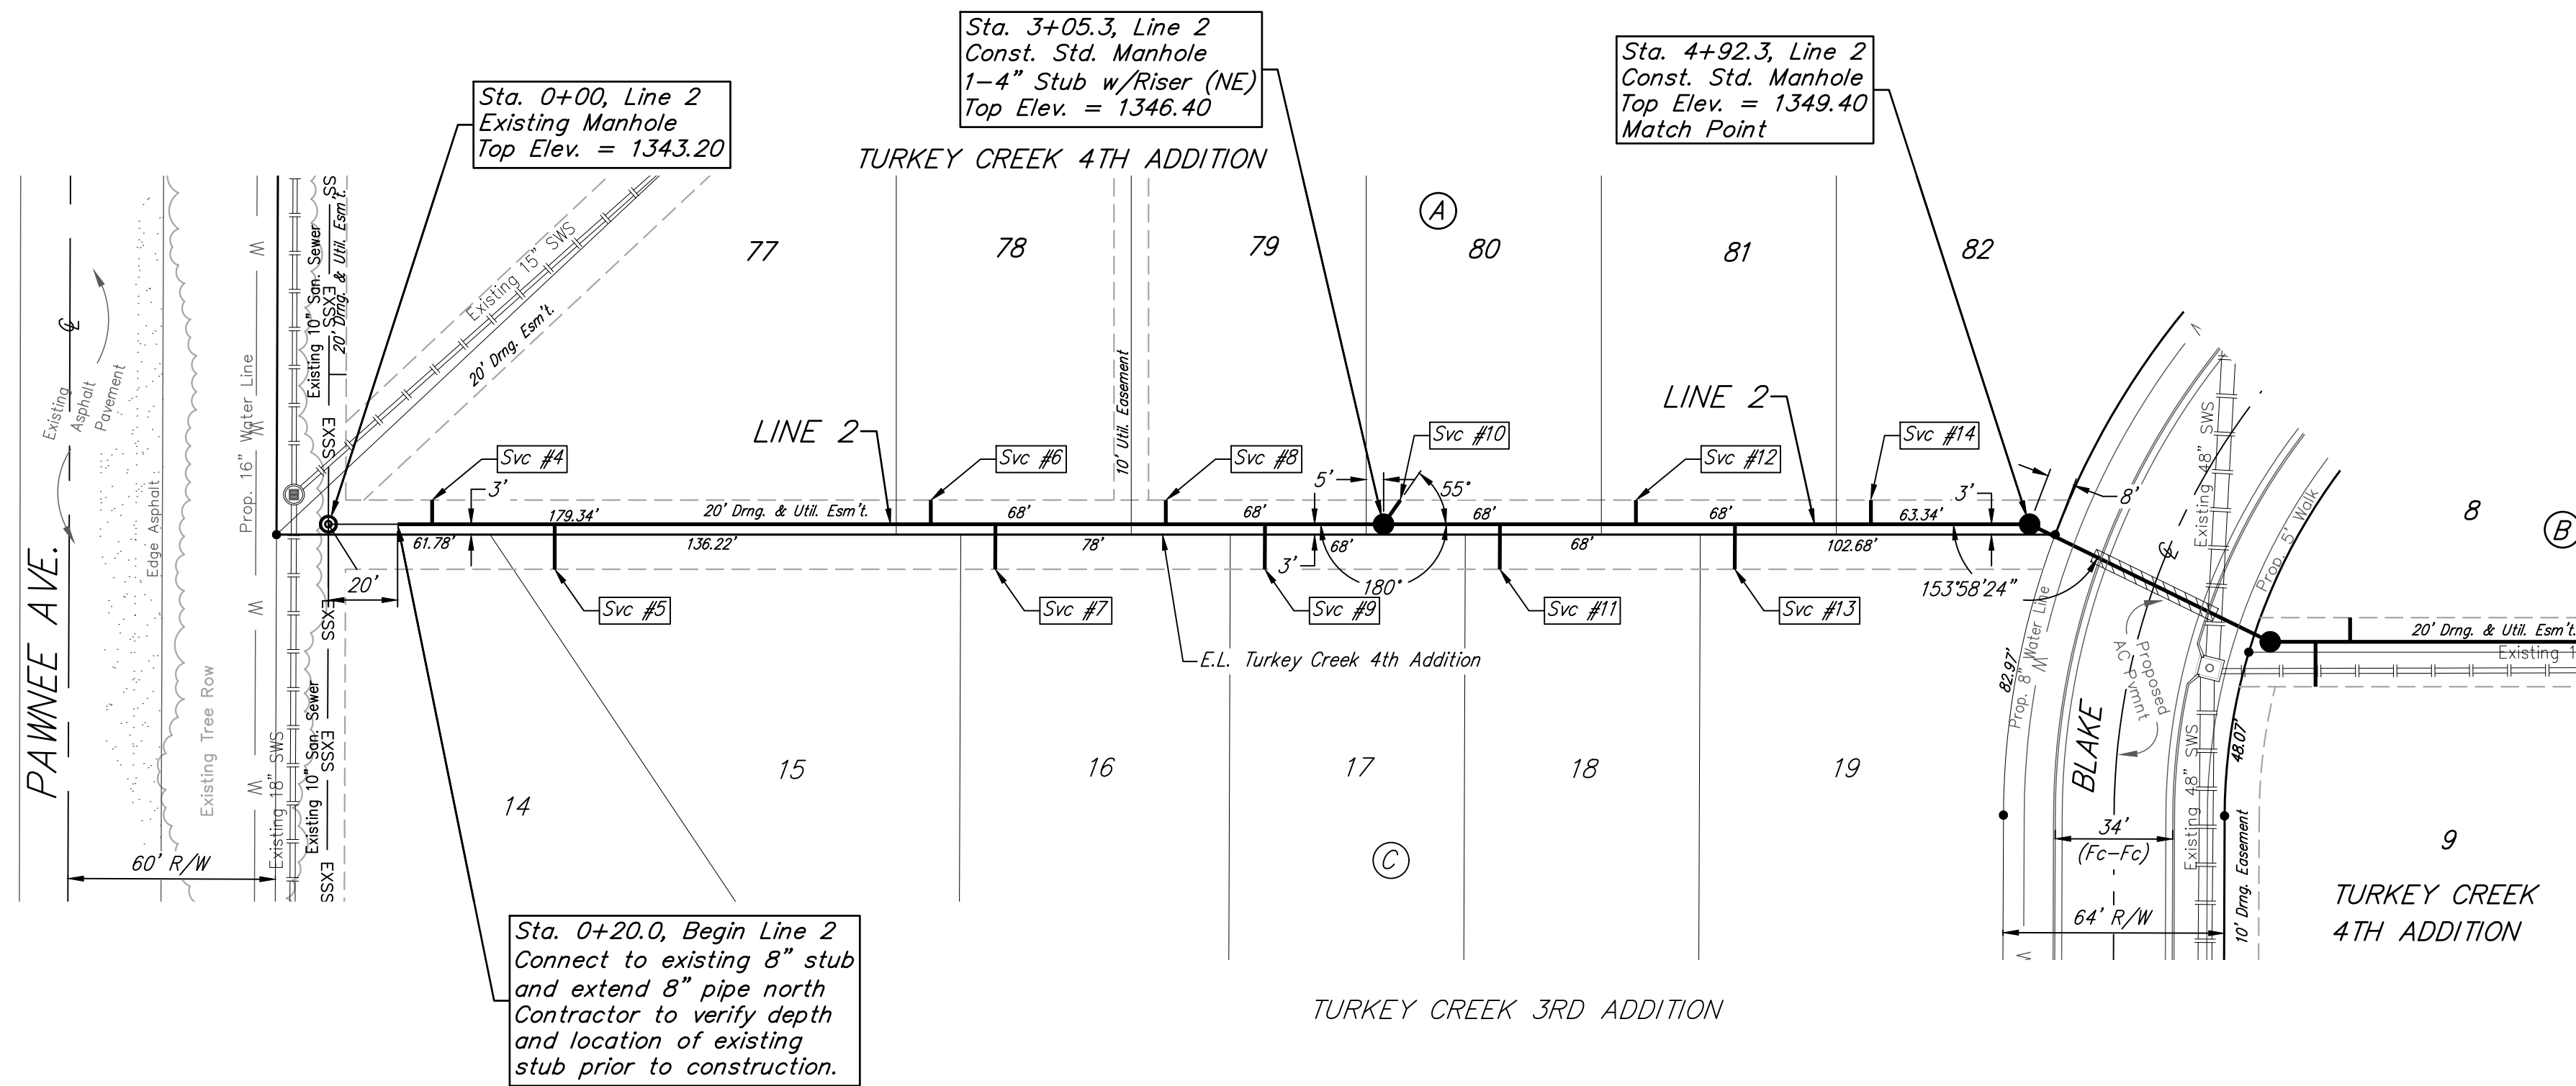 Sta. 0+00, Line 2
Existing Manhole
Top Elev. = 1343.20
Sta. 3+05.3, Line 2
Const. Std. Manhole
1-4" Stub w/Riser (NE)
Top Elev. = 1346.40
Sta. 4+92.3, Line 2
Const. Std. Manhole
Top Elev. = 1349.40
Match Point
TURKEY CREEK 4TH ADDITION
A
77
78
79
80
81
82
8
B
PAWNEE AVE.
℄
Existing
Asphalt
Pavement
Edge Asphalt
Existing Tree Row
60' R/W
Prop. 16" Water Line
W
W
W
W
Existing 18" SWS
Existing 10" San. Sewer
Existing 10" San. Sewer
SS
EXSS
EXSS
EXSS
EXSS
EXSS
20' Drng. & Util. Esm't.
Existing 15" SWS
20' Drng. Esm't.
10' Util. Easement
LINE 2
LINE 2
Svc #4
Svc #6
Svc #8
Svc #10
Svc #12
Svc #14
3'
5'
55°
3'
8'
179.34'
20' Drng. & Util. Esm't.
68'
68'
68'
68'
63.34'
61.78'
136.22'
78'
68'
68'
102.68'
20'
3'
180°
153°58'24"
Svc #5
Svc #7
Svc #9
Svc #11
Svc #13
E.L. Turkey Creek 4th Addition
14
15
16
17
18
19
C
Sta. 0+20.0, Begin Line 2
Connect to existing 8" stub
and extend 8" pipe north
Contractor to verify depth
and location of existing
stub prior to construction.
TURKEY CREEK 3RD ADDITION
82.97'
Prop. 8" Water Line
W
W
BLAKE
℄
Proposed
AC Pvmnt
Existing 48" SWS
Existing 48" SWS
Prop. 5' Walk
48.07'
10' Drng. Easement
34'
(Fc-Fc)
64' R/W
20' Drng. & Util. Esm't.
Existing 1
9
TURKEY CREEK
4TH ADDITION